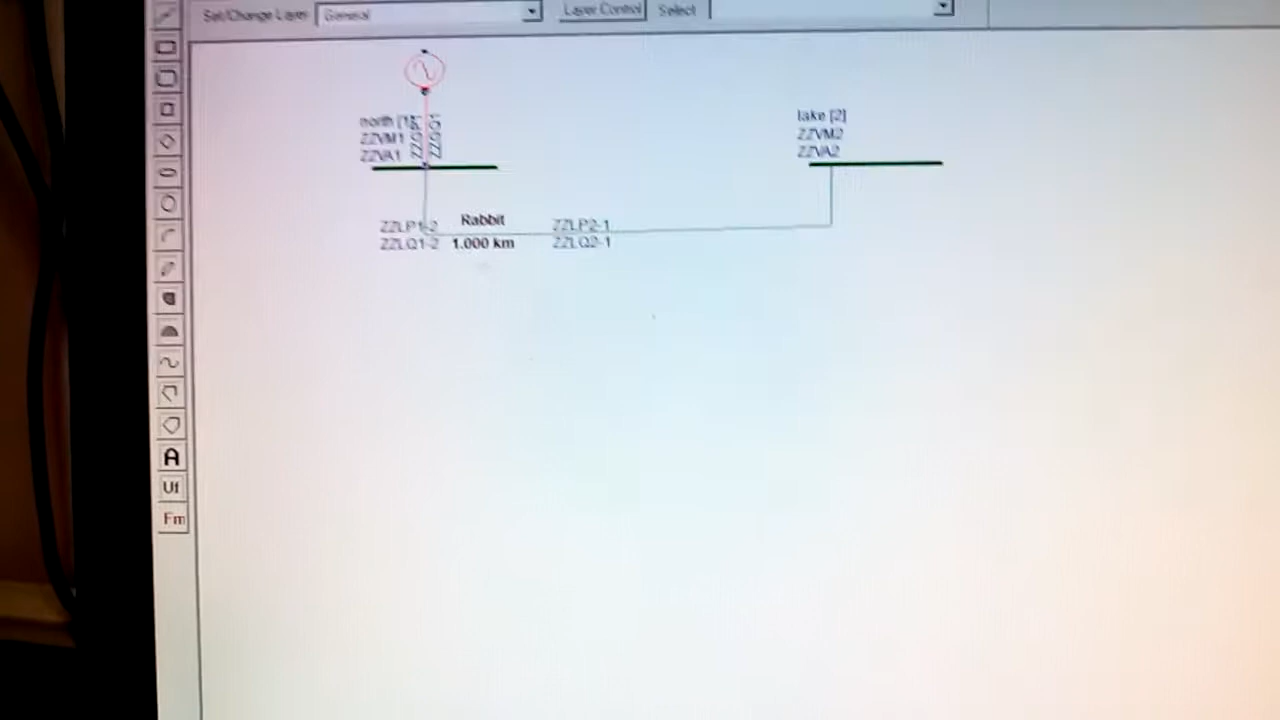 Set/Change Layer General Layer Control Select
north [1]
ZZVM1
ZZVA1
lake [2]
ZZVM2
ZZVA2
ZZLP1-2 Rabbit ZZLP2-1
ZZLQ1-2 1.000 km ZZLQ2-1
A
Uf
Fm